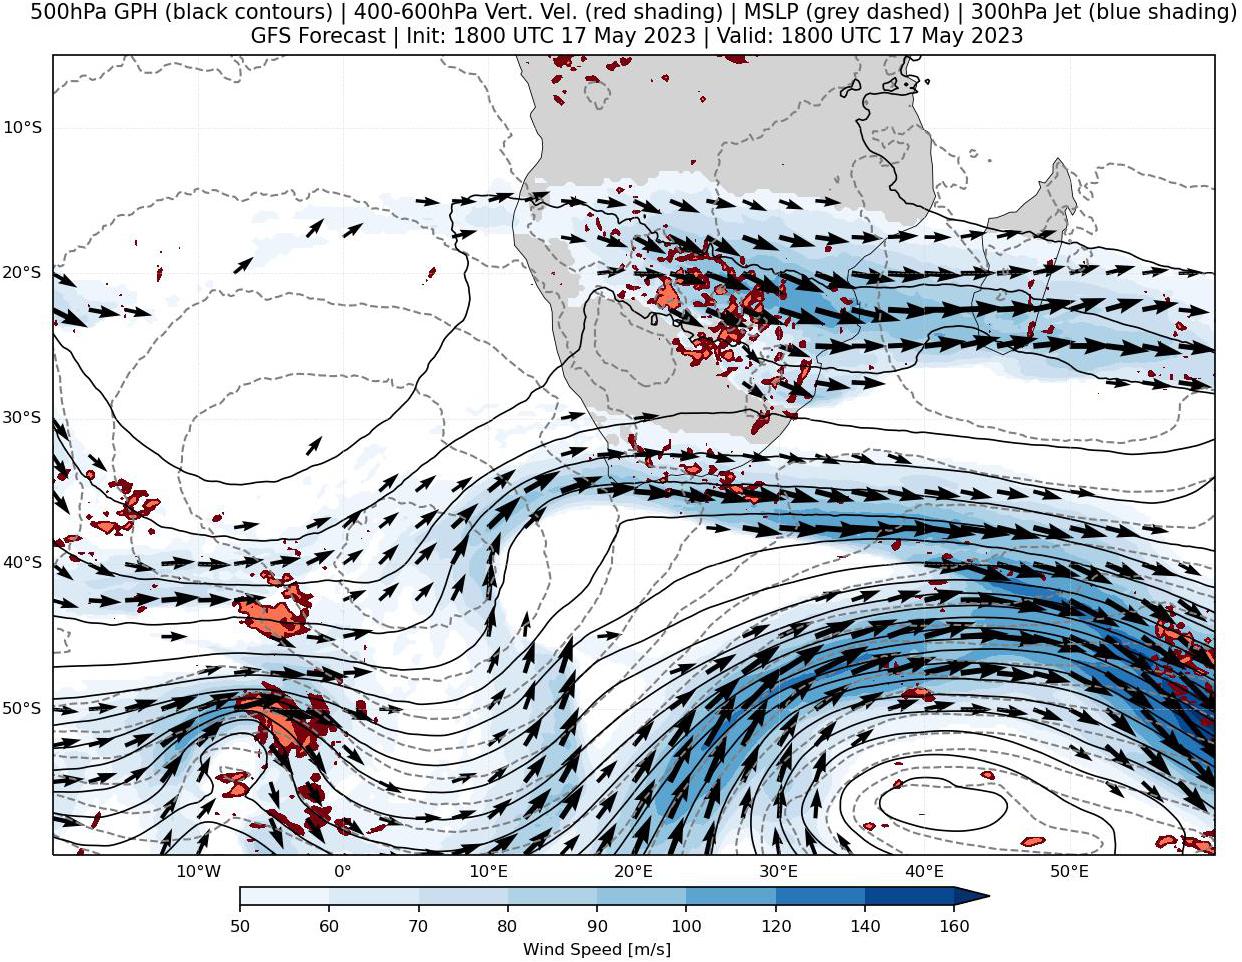 500hPa GPH (black contours) | 400-600hPa Vert. Vel. (red shading) | MSLP (grey dashed) | 300hPa Jet (blue shading)
GFS Forecast | Init: 1800 UTC 17 May 2023 | Valid: 1800 UTC 17 May 2023
10°S
20°S
30°S
40°S
50°S
10°W 0° 10°E 20°E 30°E 40°E 50°E
50 60 70 80 90 100 120 140 160
Wind Speed [m/s]